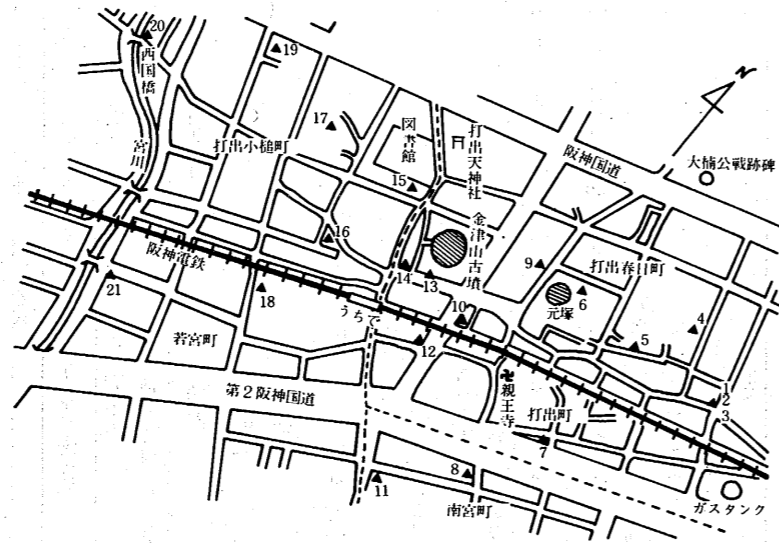 20
西国橋
19
宮川
17
打出小槌町
図書館
打出天神社
阪神国道
N
大楠公戦跡碑
15
金津山古墳
16
阪神電鉄
14
13
9
打出春日町
6
元塚
4
5
21
18
うちで
10
12
若宮町
親王寺
打出町
1
2
3
第2阪神国道
7
8
11
南宮町
ガスタンク